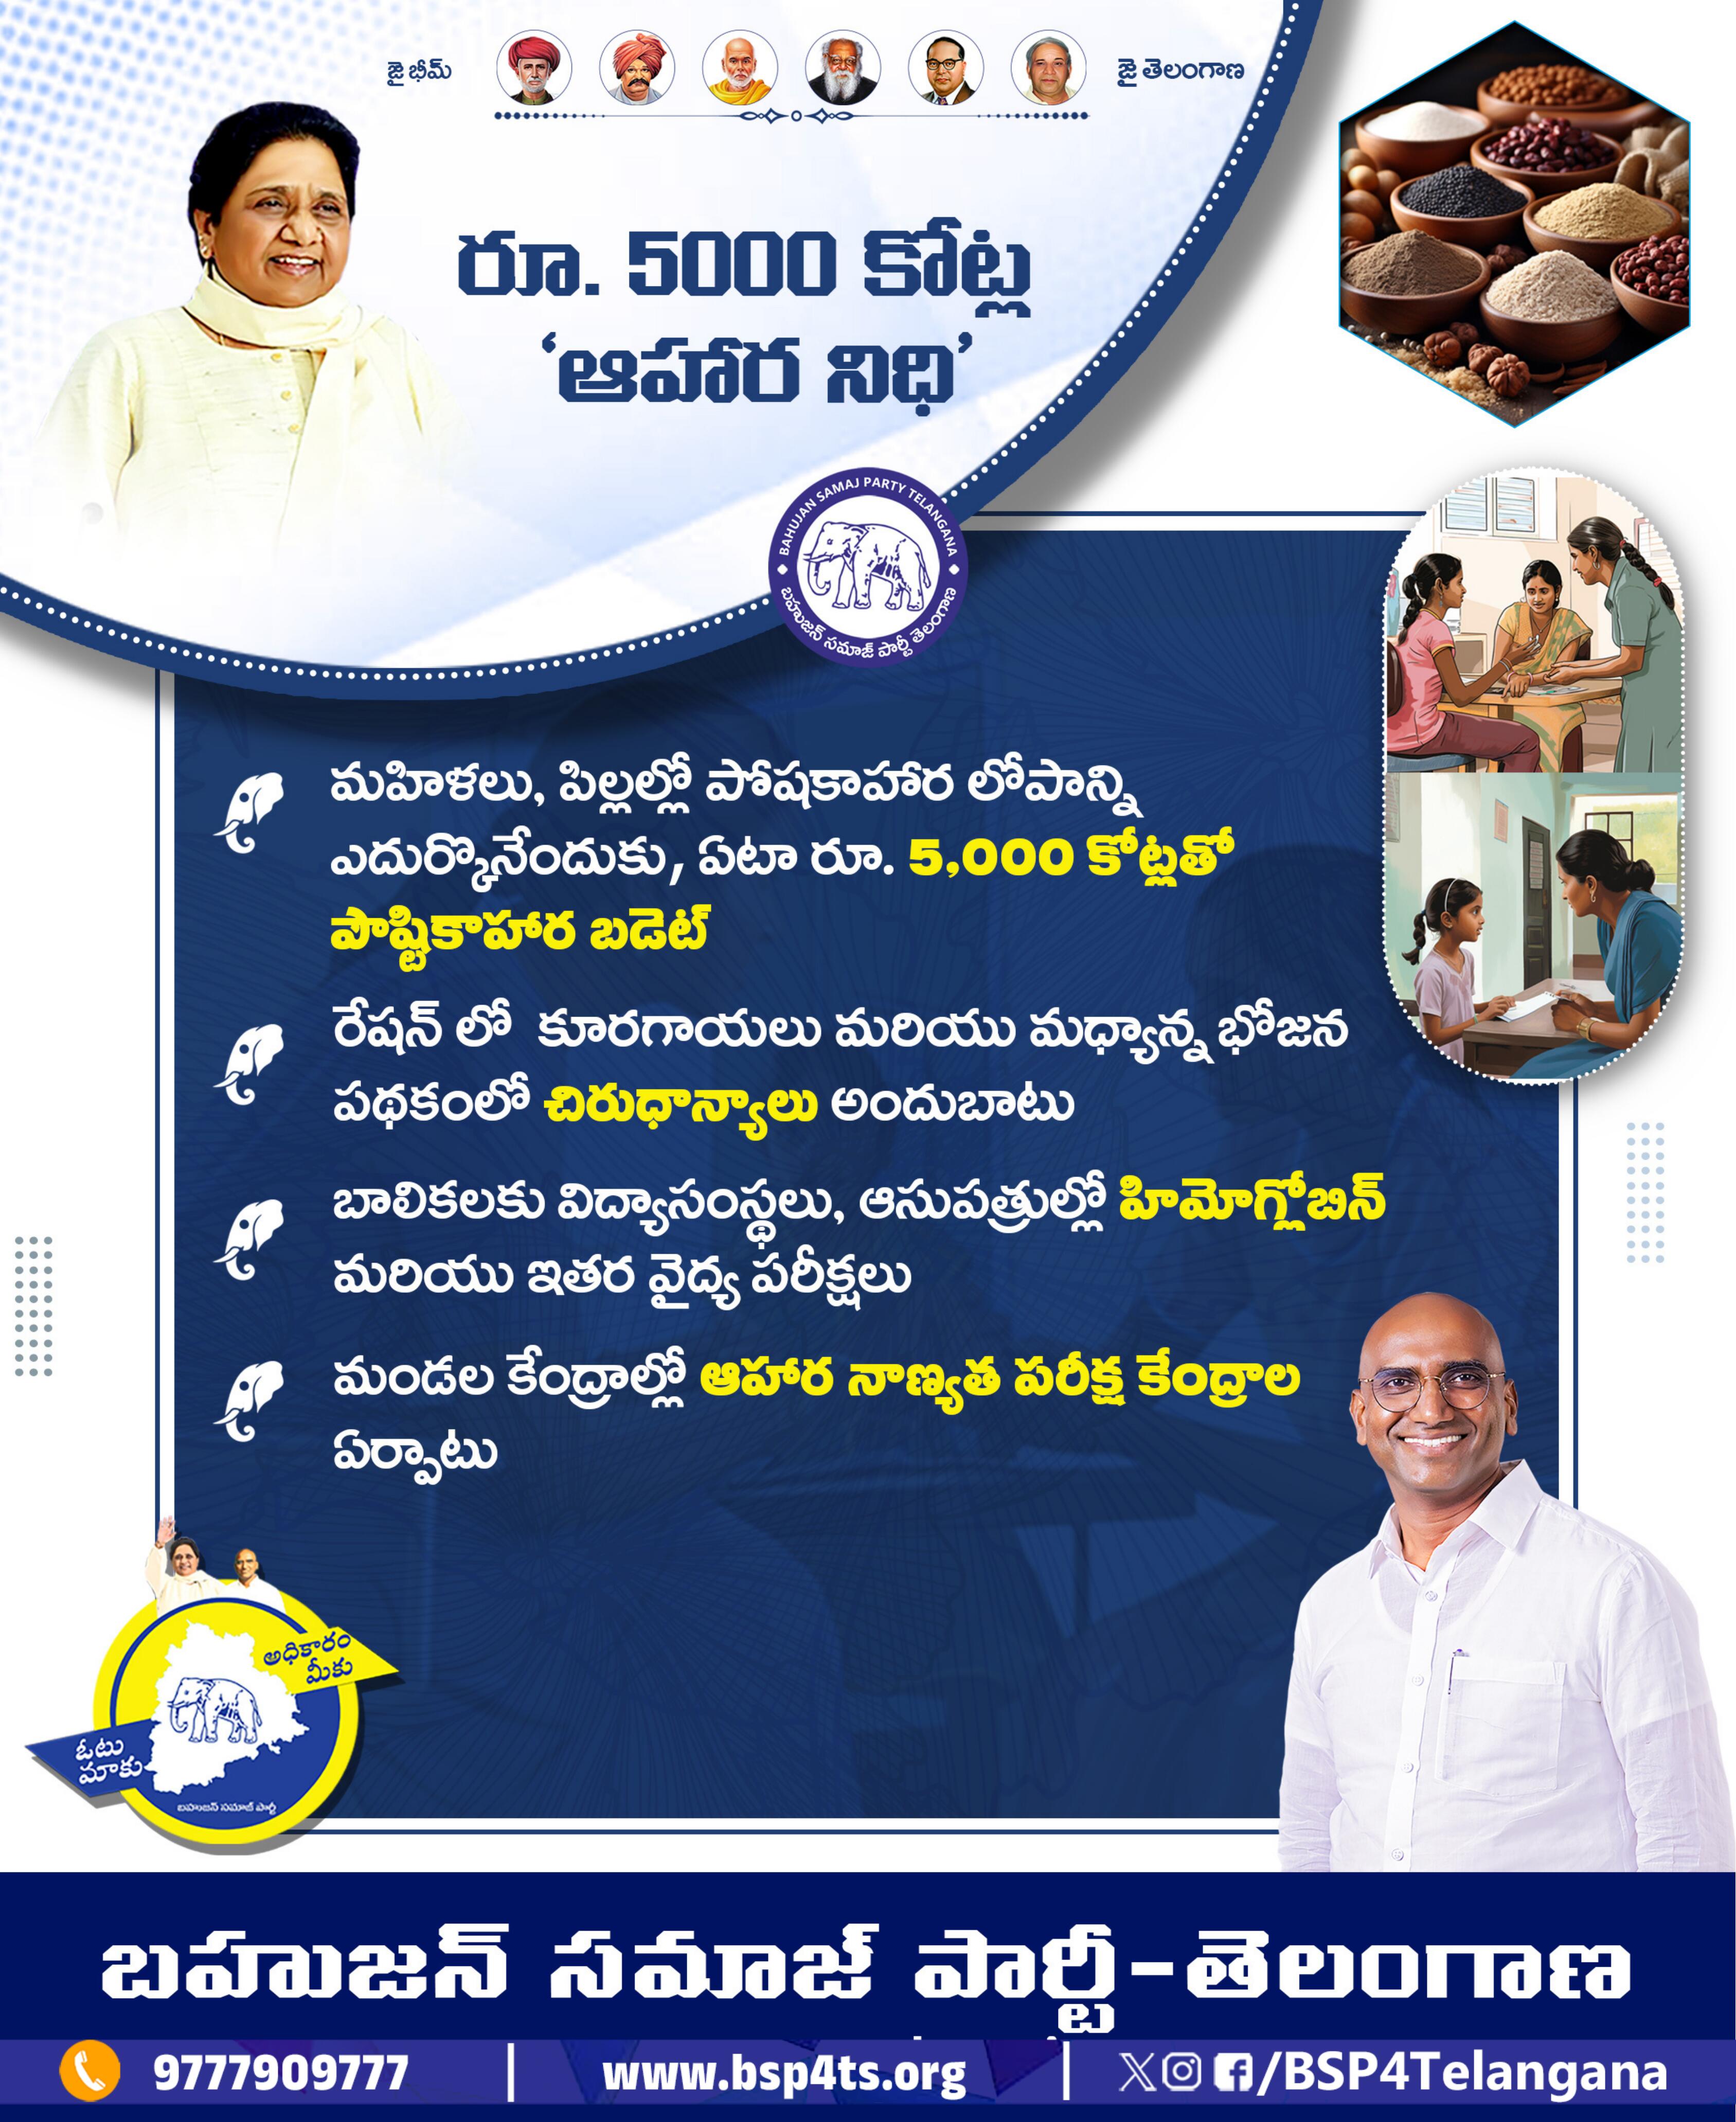 జై భీమ్
జై తెలంగాణ
రూ. 5000 కోట్ల
‘ఆహార నిధి’
BAHUJAN SAMAJ PARTY TELANGANA
బహుజన్ సమాజ్ పార్టీ తెలంగాణ
మహిళలు, పిల్లల్లో పోషకాహార లోపాన్ని
ఎదుర్కొనేందుకు, ఏటా రూ. 5,000 కోట్లతో
పౌష్టికాహార బడెట్
రేషన్ లో కూరగాయలు మరియు మధ్యాన్న భోజన
పథకంలో చిరుధాన్యాలు అందుబాటు
బాలికలకు విద్యాసంస్థలు, ఆసుపత్రుల్లో హిమోగ్లోబిన్
మరియు ఇతర వైద్య పరీక్షలు
మండల కేంద్రాల్లో ఆహార నాణ్యత పరీక్ష కేంద్రాల
ఏర్పాటు
అధికారం
మీకు
ఓటు
మాకు
బహుజన్ సమాజ్ పార్టీ
బహుజన్ సమాజ్ పార్టీ-తెలంగాణ
9777909777 | www.bsp4ts.org | /BSP4Telangana